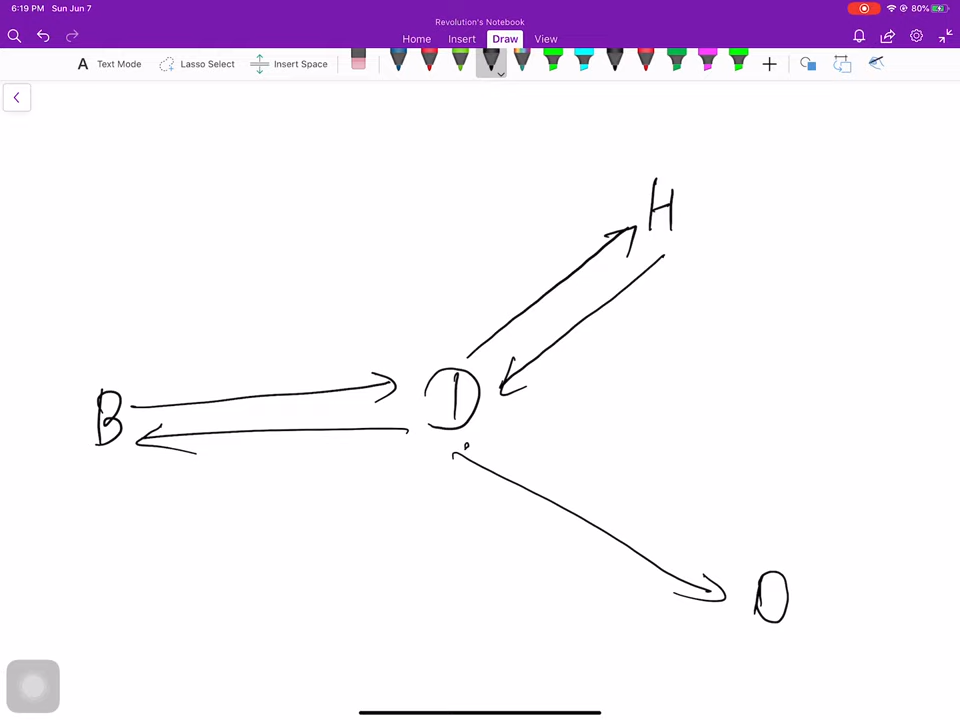 6:19 PM Sun Jun 7
80%
Revolution's Notebook
Home Insert Draw View
A Text Mode Lasso Select Insert Space
H
B
D